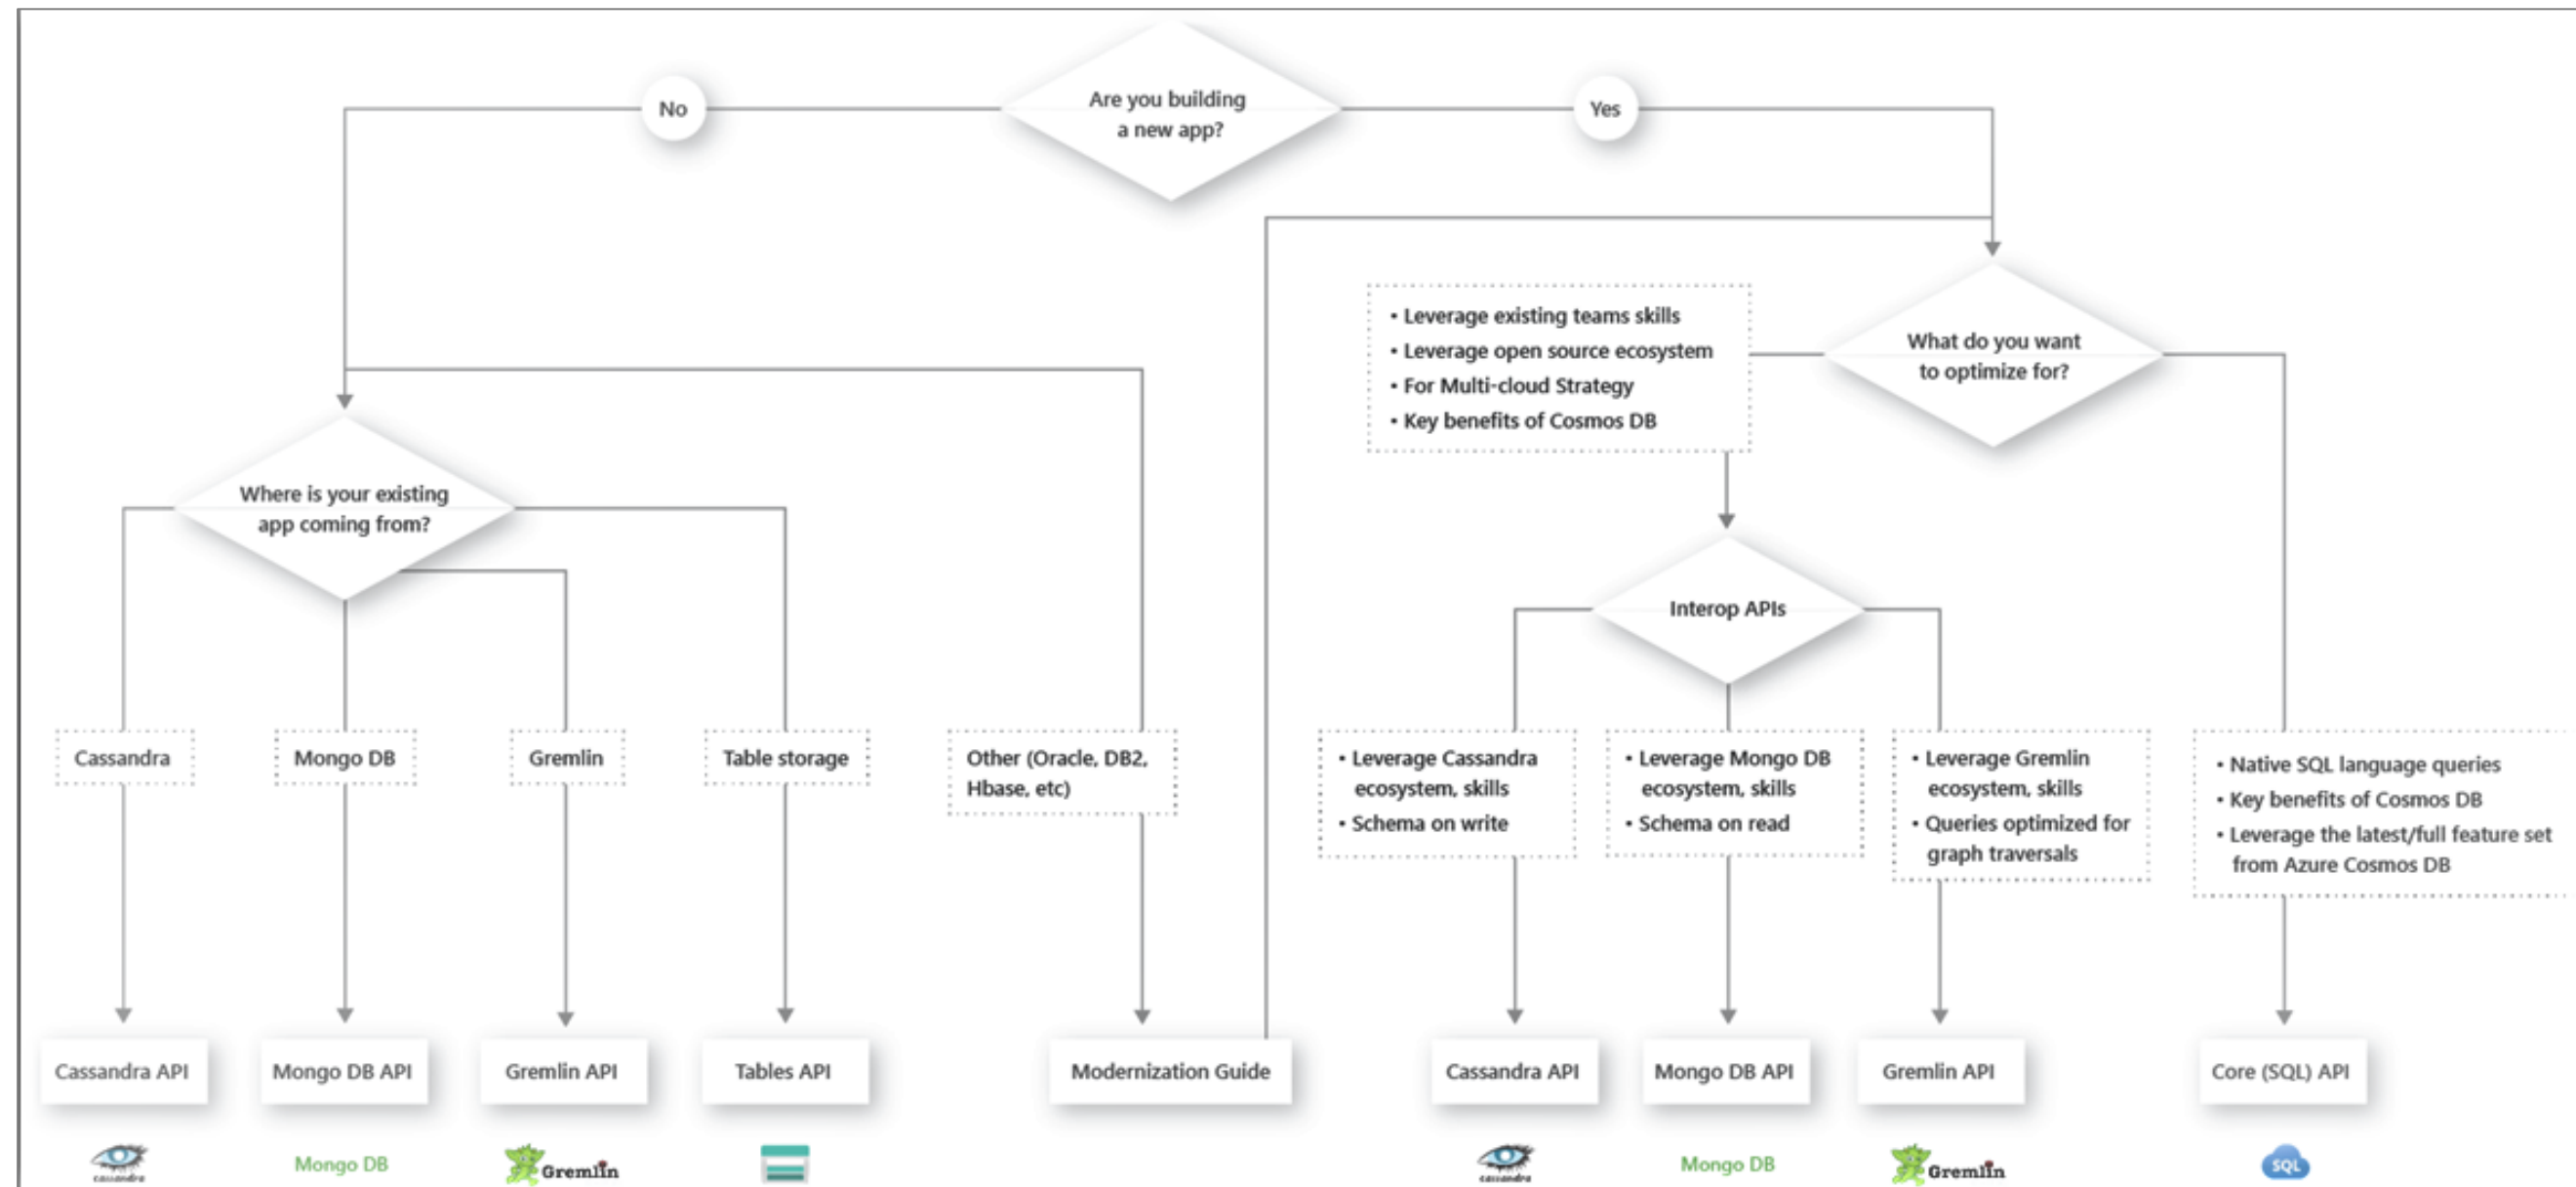 Are you building
a new app?
No
Yes
What do you want
to optimize for?
• Leverage existing teams skills
• Leverage open source ecosystem
• For Multi-cloud Strategy
• Key benefits of Cosmos DB
Where is your existing
app coming from?
Interop APIs
Cassandra
Mongo DB
Gremlin
Table storage
Other (Oracle, DB2,
Hbase, etc)
• Leverage Cassandra
ecosystem, skills
• Schema on write
• Leverage Mongo DB
ecosystem, skills
• Schema on read
• Leverage Gremlin
ecosystem, skills
• Queries optimized for
graph traversals
• Native SQL language queries
• Key benefits of Cosmos DB
• Leverage the latest/full feature set
from Azure Cosmos DB
Cassandra API
Mongo DB API
Gremlin API
Tables API
Modernization Guide
Cassandra API
Mongo DB API
Gremlin API
Core (SQL) API
cassandra
Mongo DB
Gremlin
cassandra
Mongo DB
Gremlin
SQL